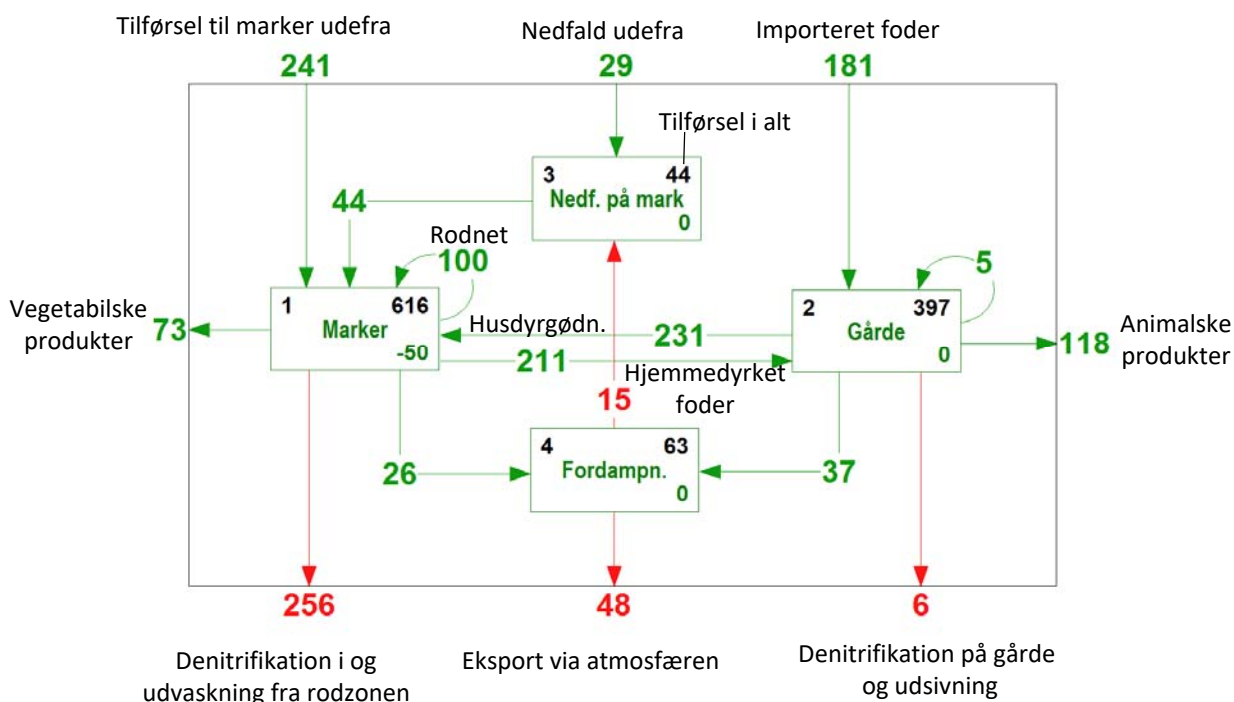 Tilførsel til marker udefra
241
Nedfald udefra
29
Importeret foder
181
Tilførsel i alt
3 44
Nedf. på mark
0
44
Rodnet
100
5
Vegetabilske
produkter
73
1 616
Marker
-50
Husdyrgødn.
231
211
Hjemmedyrket
foder
2 397
Gårde
0
118
Animalske
produkter
15
26
4 63
Fordampn.
0
37
256
48
6
Denitrifikation i og
udvaskning fra rodzonen
Eksport via atmosfæren
Denitrifikation på gårde
og udsivning